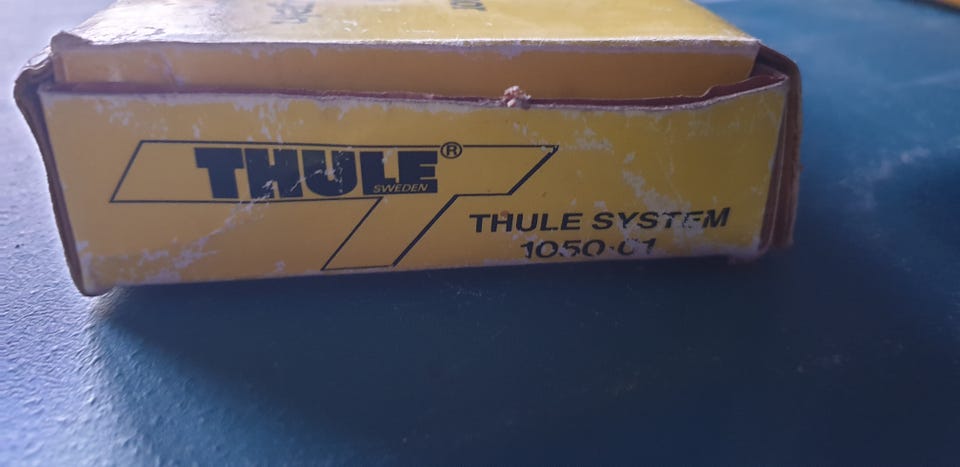 THULE®
SWEDEN
THULE SYSTEM
1050-01